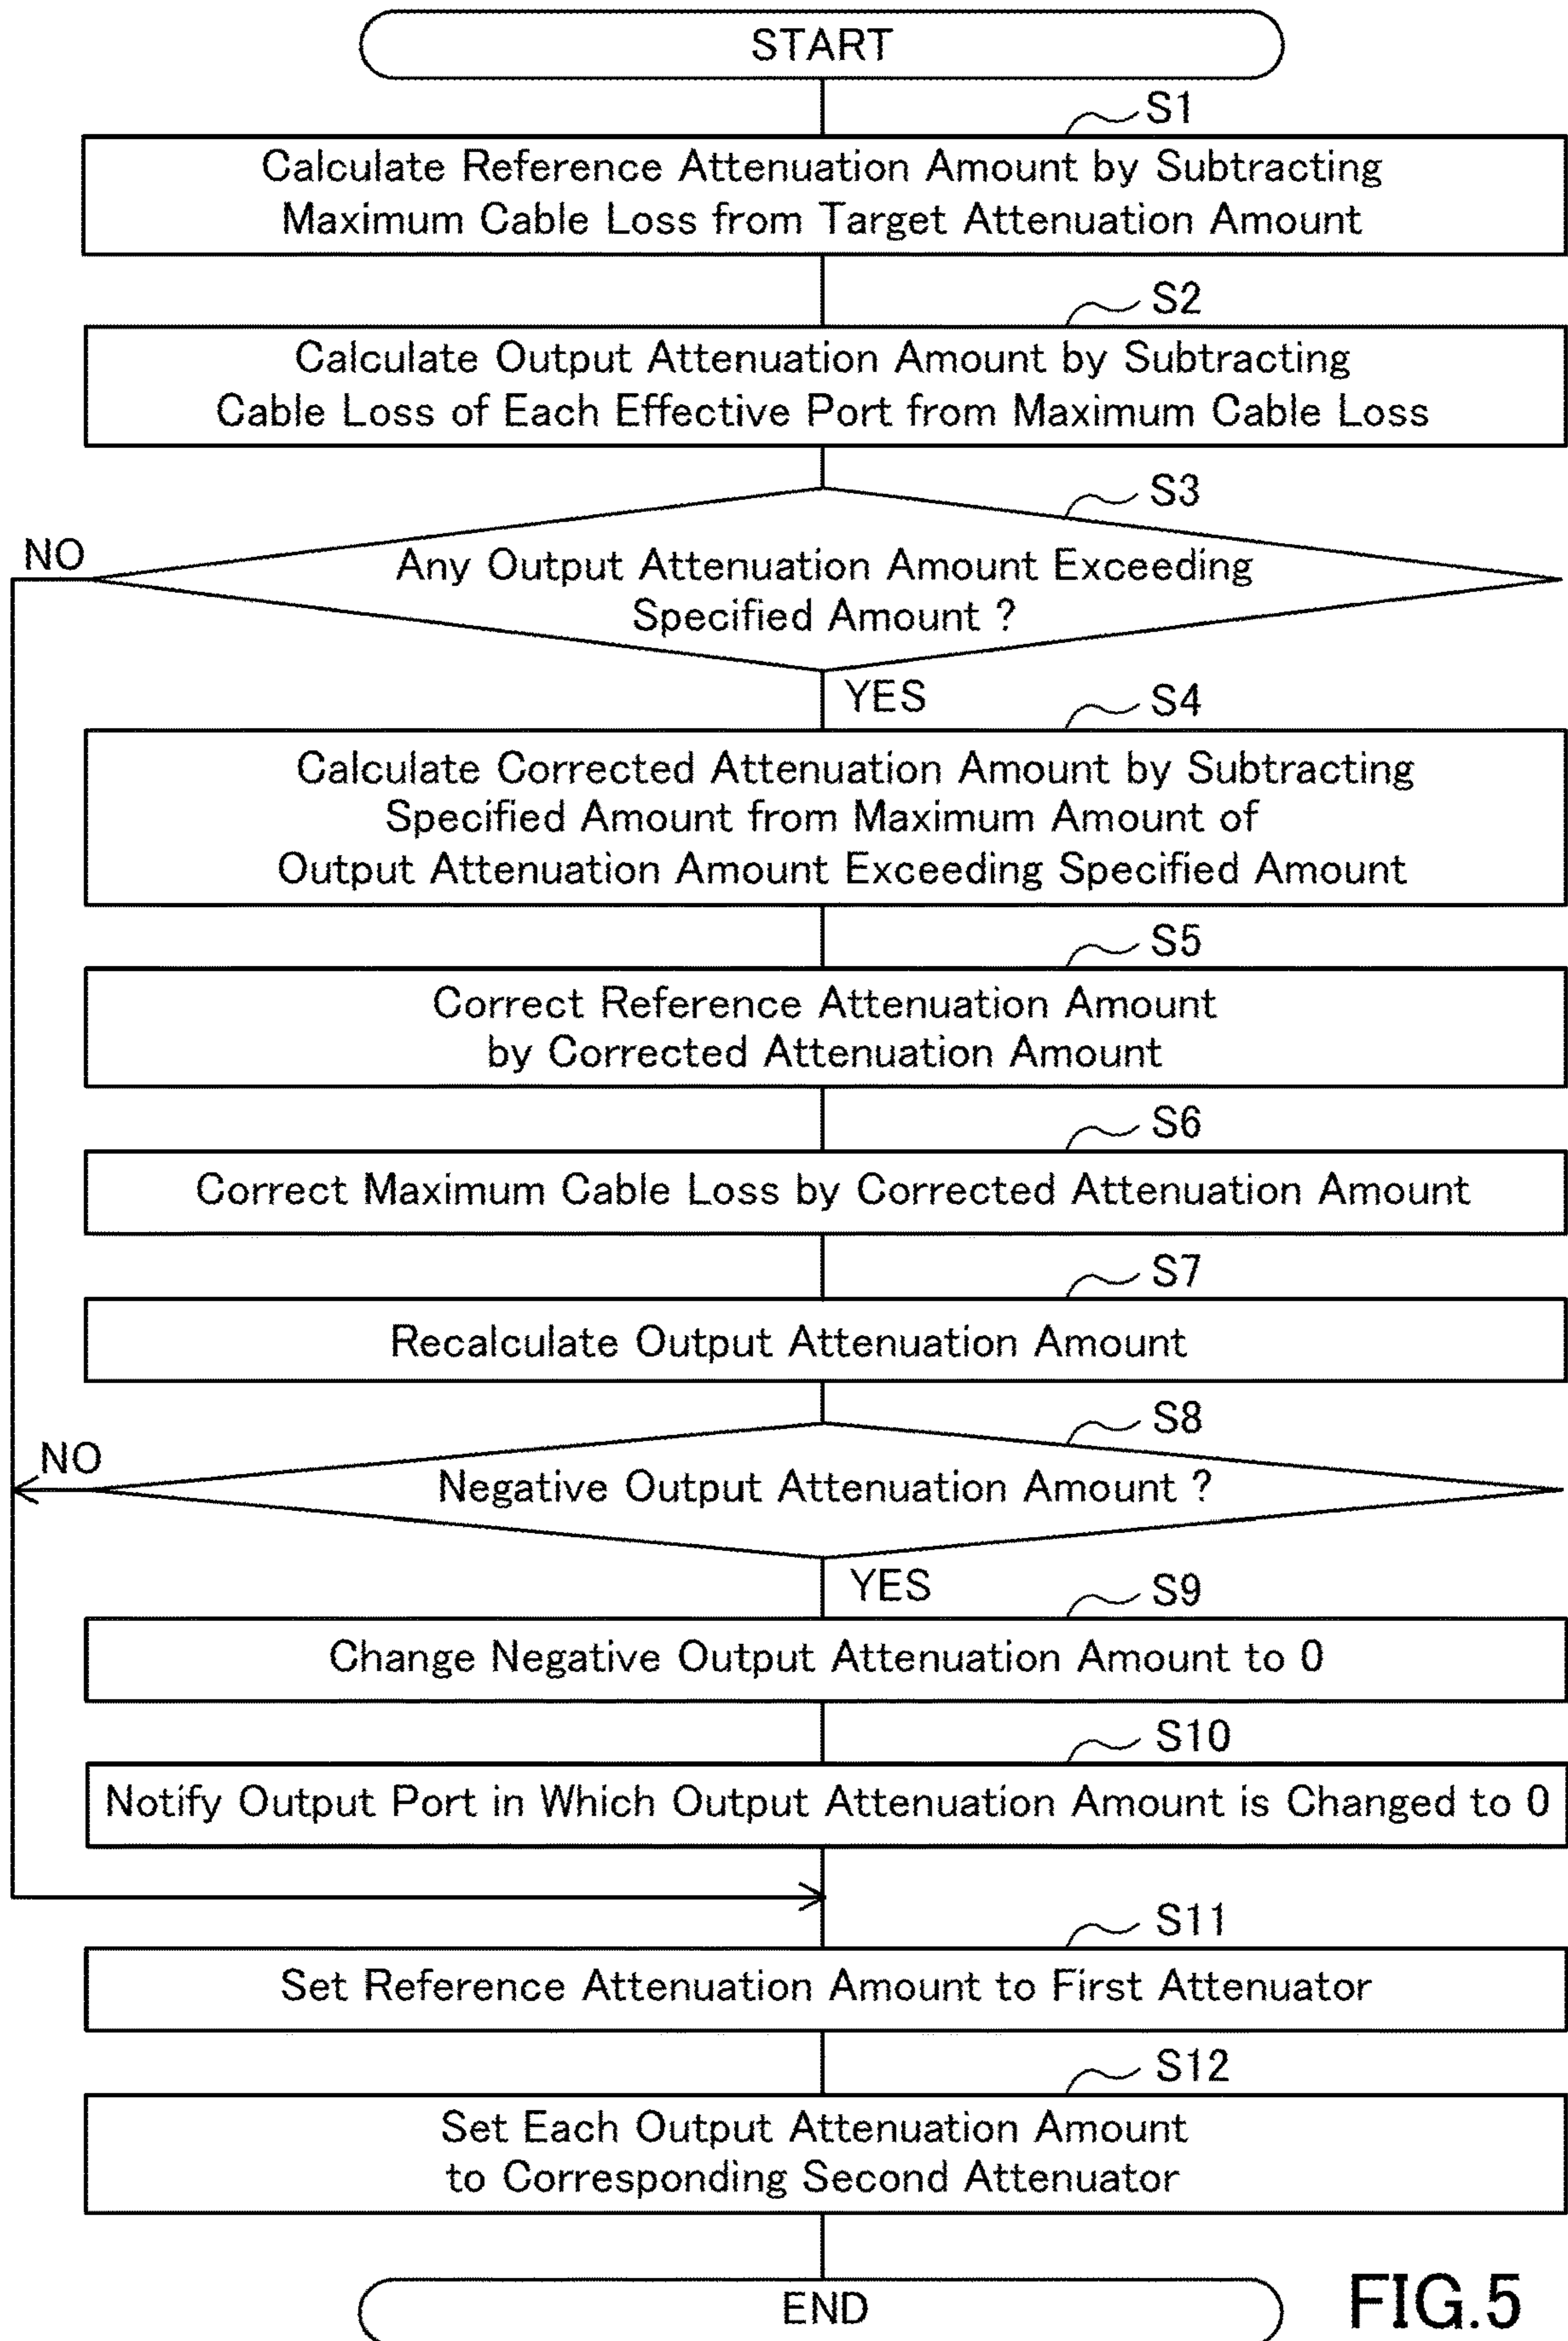 START
S1
Calculate Reference Attenuation Amount by Subtracting
Maximum Cable Loss from Target Attenuation Amount
S2
Calculate Output Attenuation Amount by Subtracting
Cable Loss of Each Effective Port from Maximum Cable Loss
S3
NO
Any Output Attenuation Amount Exceeding
Specified Amount ?
YES
S4
Calculate Corrected Attenuation Amount by Subtracting
Specified Amount from Maximum Amount of
Output Attenuation Amount Exceeding Specified Amount
S5
Correct Reference Attenuation Amount
by Corrected Attenuation Amount
S6
Correct Maximum Cable Loss by Corrected Attenuation Amount
S7
Recalculate Output Attenuation Amount
S8
NO
Negative Output Attenuation Amount ?
YES
S9
Change Negative Output Attenuation Amount to 0
S10
Notify Output Port in Which Output Attenuation Amount is Changed to 0
S11
Set Reference Attenuation Amount to First Attenuator
S12
Set Each Output Attenuation Amount
to Corresponding Second Attenuator
END
FIG.5